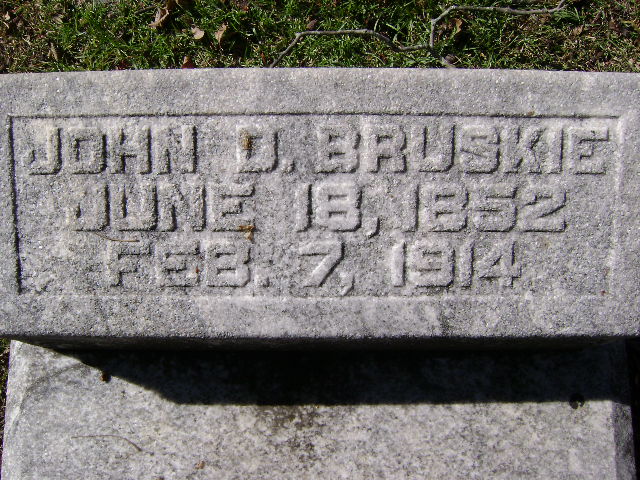 JOHN D. BRUSKIE
JUNE 18, 1852
FEB. 7, 1914